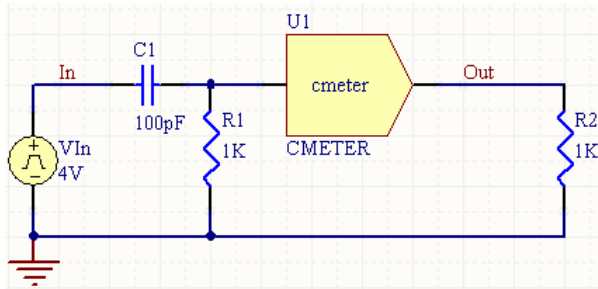 U1
C1
In
cmeter
Out
100pF
R1
R2
VIn
1K
CMETER
1K
4V